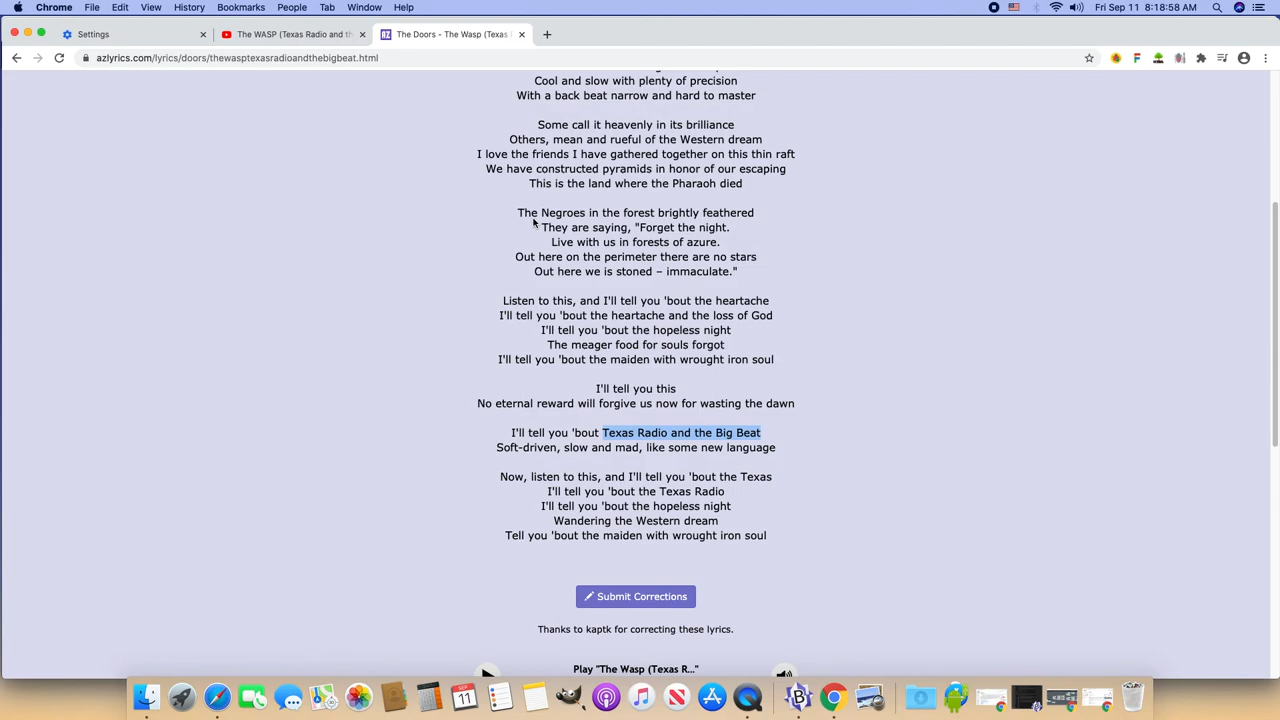 Chrome File Edit View History Bookmarks People Tab Window Help Fri Sep 11 8:18:58 AM
Settings The WASP (Texas Radio and th The Doors - The Wasp (Texas
azlyrics.com/lyrics/doors/thewasptexasradioandthebigbeat.html
Cool and slow with plenty of precision
With a back beat narrow and hard to master
Some call it heavenly in its brilliance
Others, mean and rueful of the Western dream
I love the friends I have gathered together on this thin raft
We have constructed pyramids in honor of our escaping
This is the land where the Pharaoh died
The Negroes in the forest brightly feathered
They are saying, "Forget the night.
Live with us in forests of azure.
Out here on the perimeter there are no stars
Out here we is stoned – immaculate."
Listen to this, and I'll tell you 'bout the heartache
I'll tell you 'bout the heartache and the loss of God
I'll tell you 'bout the hopeless night
The meager food for souls forgot
I'll tell you 'bout the maiden with wrought iron soul
I'll tell you this
No eternal reward will forgive us now for wasting the dawn
I'll tell you 'bout Texas Radio and the Big Beat
Soft-driven, slow and mad, like some new language
Now, listen to this, and I'll tell you 'bout the Texas
I'll tell you 'bout the Texas Radio
I'll tell you 'bout the hopeless night
Wandering the Western dream
Tell you 'bout the maiden with wrought iron soul
Submit Corrections
Thanks to kaptk for correcting these lyrics.
Play "The Wasp (Texas R..."